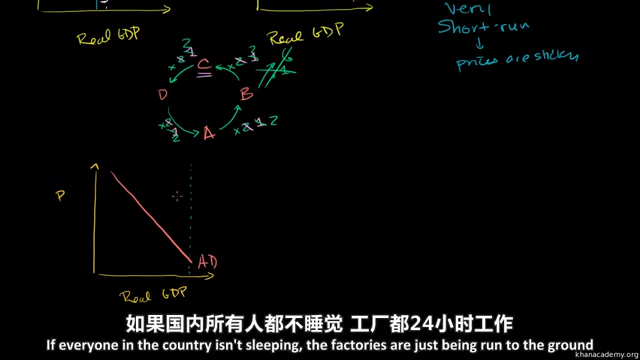 Real GDP
Real GDP
Very
Short-run
prices are sticky
C
D
B
A
P
AD
Real GDP
如果国内所有人都不睡觉 工厂都24小时工作
If everyone in the country isn't sleeping, the factories are just being run to the ground
khanacademy.org